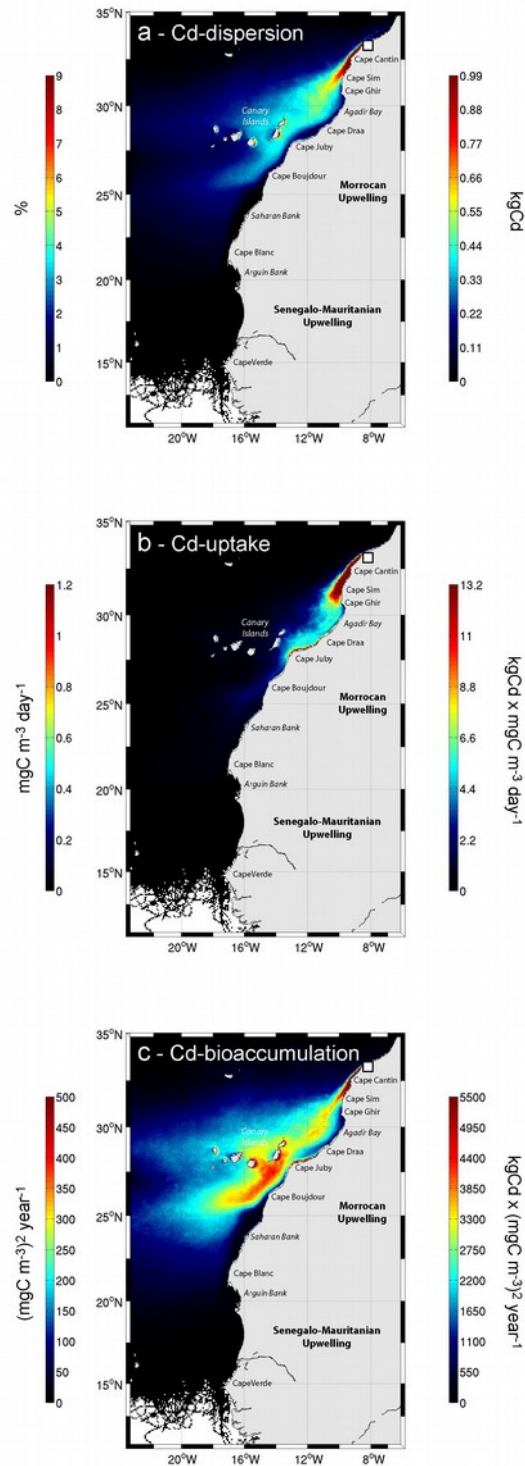 35°N
a - Cd-dispersion
9
8
7
6
5
4
3
2
1
0
%
30°N
25°N
20°N
15°N
20°W
16°W
12°W
8°W
Cape Cantin
Cape Sim
Cape Ghir
Agadir Bay
Canary
Islands
Cape Draa
Cape Juby
Cape Boujdour
Morrocan
Upwelling
Saharan Bank
Cape Blanc
Arguin Bank
Senegalo-Mauritanian
Upwelling
CapeVerde
0.99
0.88
0.77
0.66
0.55
0.44
0.33
0.22
0.11
0
kgCd
35°N
b - Cd-uptake
1.2
1
0.8
0.6
0.4
0.2
0
mgC m-3 day-1
30°N
25°N
20°N
15°N
20°W
16°W
12°W
8°W
Cape Cantin
Cape Sim
Cape Ghir
Agadir Bay
Canary
Islands
Cape Draa
Cape Juby
Cape Boujdour
Morrocan
Upwelling
Saharan Bank
Cape Blanc
Arguin Bank
Senegalo-Mauritanian
Upwelling
CapeVerde
13.2
11
8.8
6.6
4.4
2.2
0
kgCd x mgC m-3 day-1
35°N
c - Cd-bioaccumulation
500
450
400
350
300
250
200
150
100
50
0
(mgC m-3)2 year-1
30°N
25°N
20°N
15°N
20°W
16°W
12°W
8°W
Cape Cantin
Cape Sim
Cape Ghir
Agadir Bay
Canary
Islands
Cape Draa
Cape Juby
Cape Boujdour
Morrocan
Upwelling
Saharan Bank
Cape Blanc
Arguin Bank
Senegalo-Mauritanian
Upwelling
CapeVerde
5500
4950
4400
3850
3300
3750
2200
1650
1100
550
0
kgCd x (mgC m-3)2 year-1